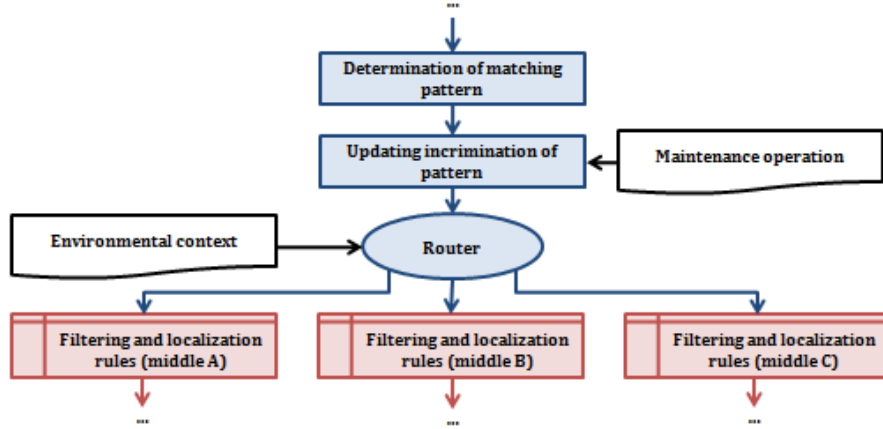 ...
Determination of matching
pattern
Updating incrimination of
pattern
Maintenance operation
Environmental context
Router
Filtering and localization
rules (middle A)
Filtering and localization
rules (middle B)
Filtering and localization
rules (middle C)
...
...
...